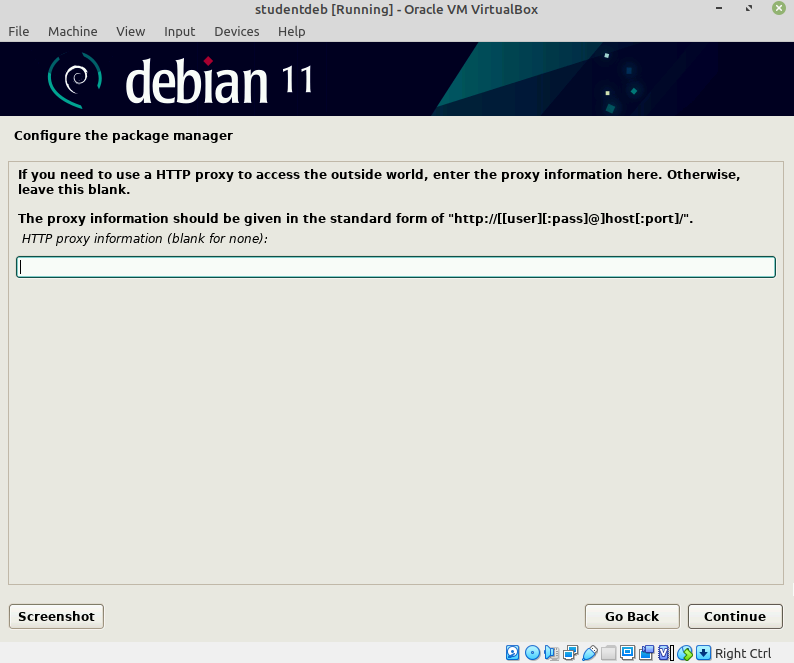 studentdeb [Running] - Oracle VM VirtualBox
File Machine View Input Devices Help
debian 11
Configure the package manager
If you need to use a HTTP proxy to access the outside world, enter the proxy information here. Otherwise,
leave this blank.
The proxy information should be given in the standard form of "http://[[user][:pass]@]host[:port]/".
HTTP proxy information (blank for none):
Screenshot
Go Back
Continue
Right Ctrl